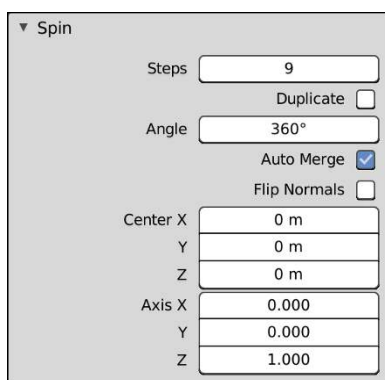 Spin
Steps 9
Duplicate
Angle 360°
Auto Merge
Flip Normals
Center X 0 m
Y 0 m
Z 0 m
Axis X 0.000
Y 0.000
Z 1.000